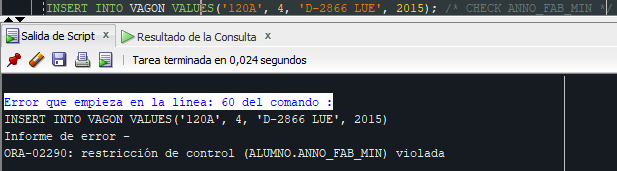 INSERT INTO VAGON VALUES('120A', 4, 'D-2866 LUE', 2015); /* CHECK ANNO_FAB_MIN */
Salida de Script
Resultado de la Consulta
Tarea terminada en 0,024 segundos
Error que empieza en la línea: 60 del comando :
INSERT INTO VAGON VALUES('120A', 4, 'D-2866 LUE', 2015)
Informe de error -
ORA-02290: restricción de control (ALUMNO.ANNO_FAB_MIN) violada